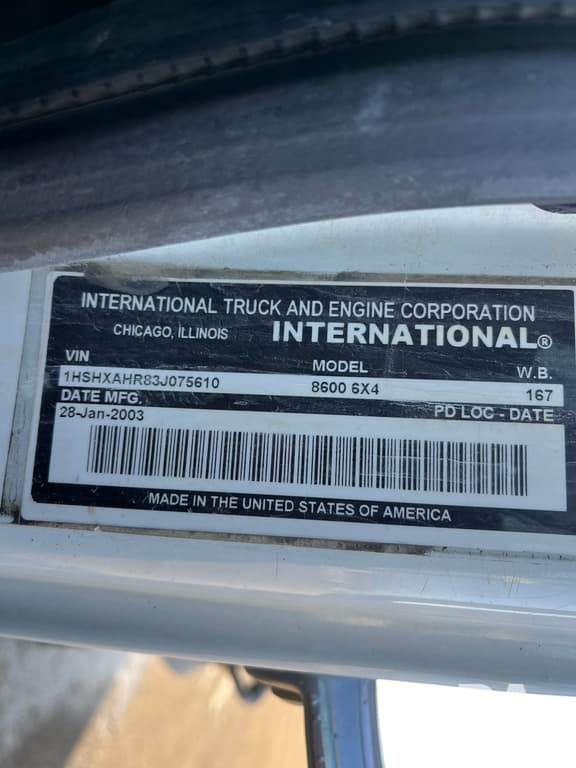 INTERNATIONAL TRUCK AND ENGINE CORPORATION
CHICAGO, ILLINOIS INTERNATIONAL®
VIN MODEL W.B.
1HSHXAHR83J075610 8600 6X4 167
DATE MFG. PD LOC - DATE
28-Jan-2003
MADE IN THE UNITED STATES OF AMERICA